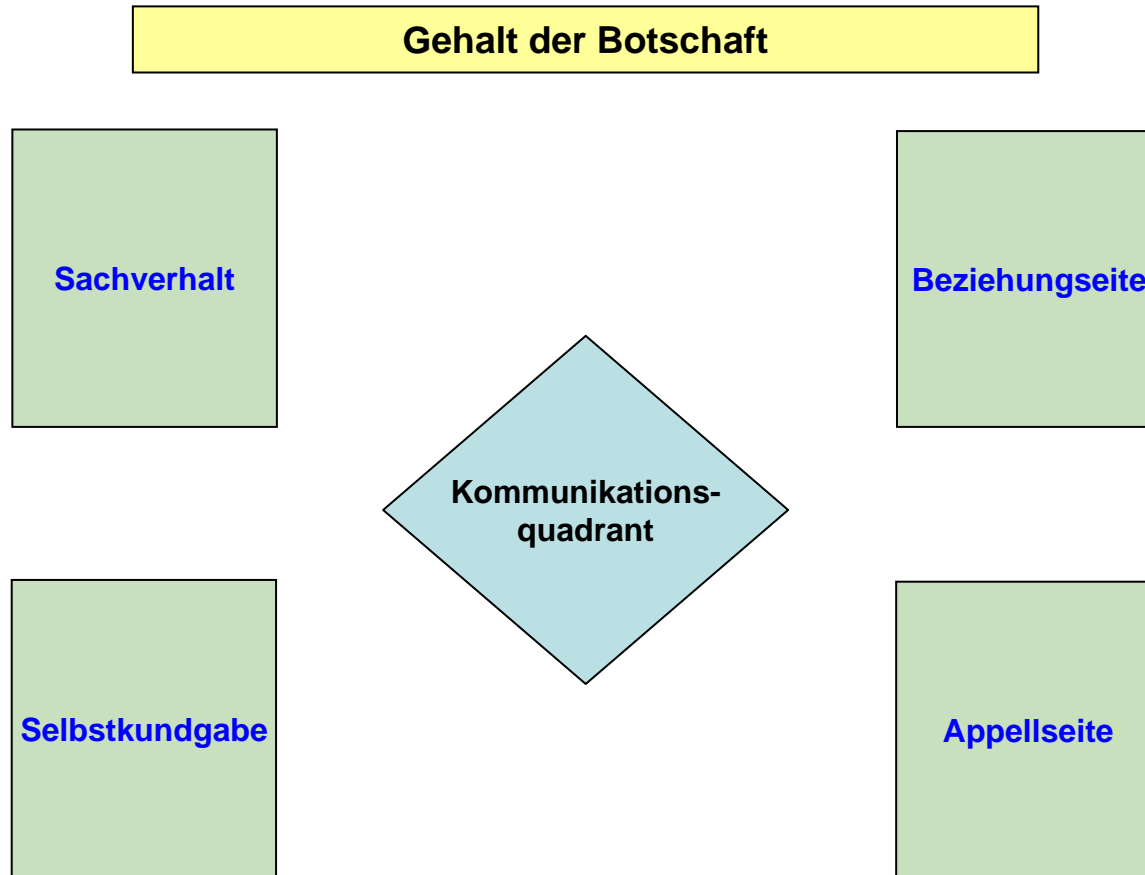 Gehalt der Botschaft
Sachverhalt
Beziehungseite
Kommunikations-
quadrant
Selbstkundgabe
Appellseite